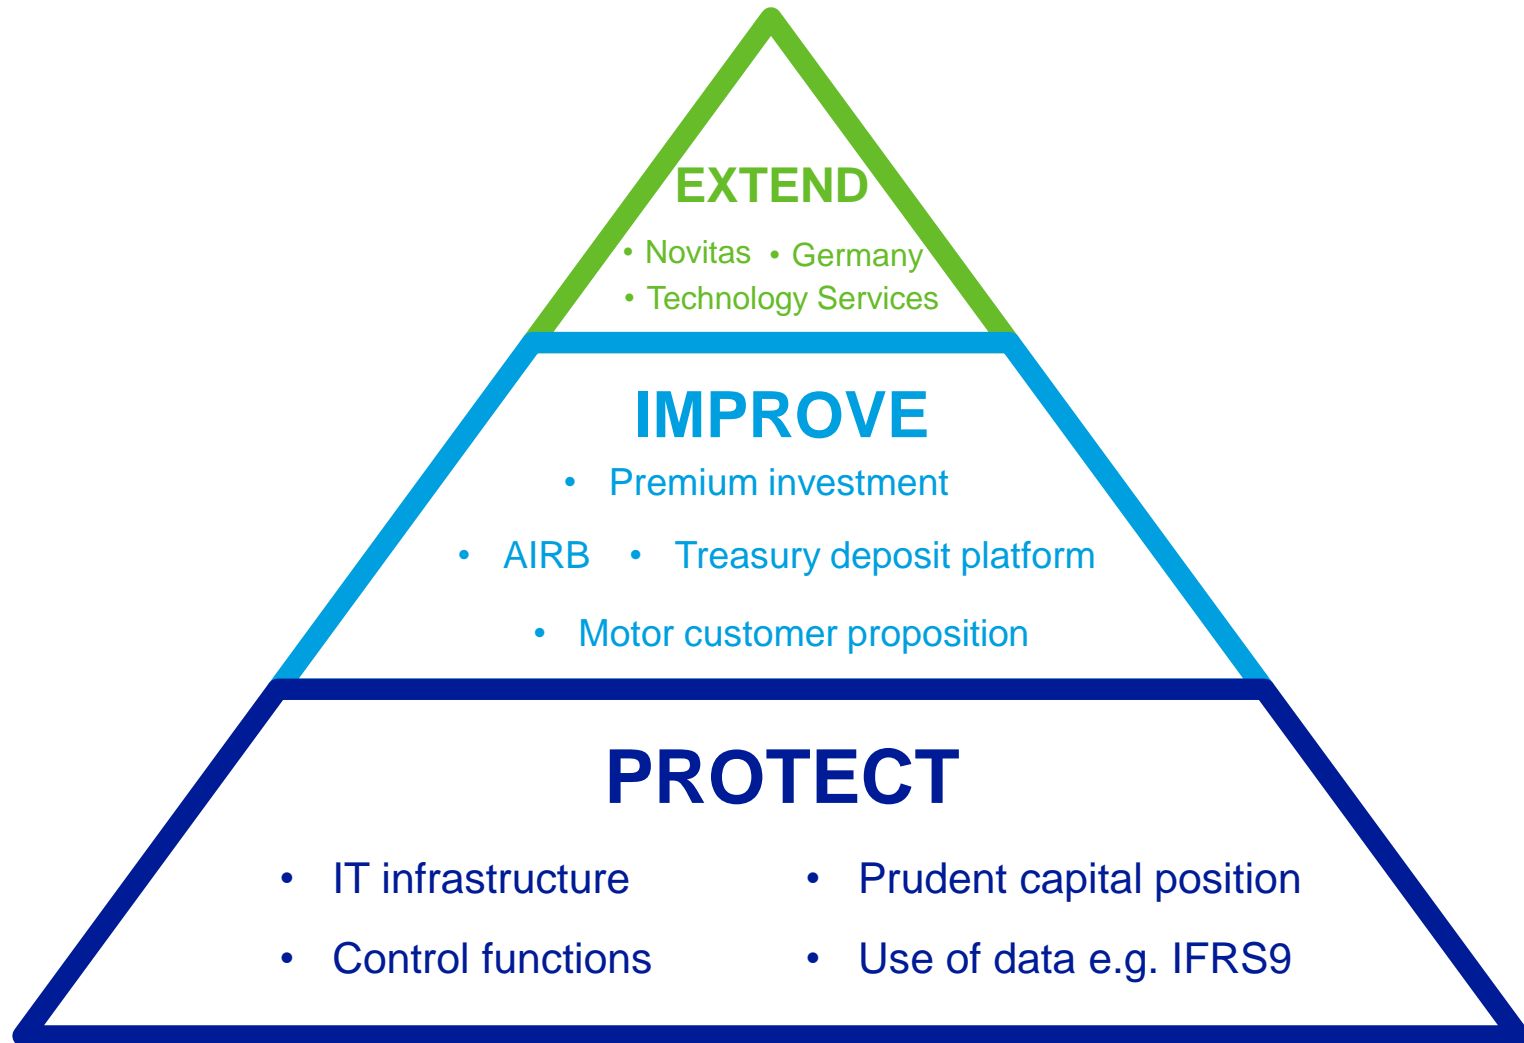 EXTEND
• Novitas • Germany
• Technology Services
IMPROVE
• Premium investment
• AIRB • Treasury deposit platform
• Motor customer proposition
PROTECT
• IT infrastructure • Prudent capital position
• Control functions • Use of data e.g. IFRS9